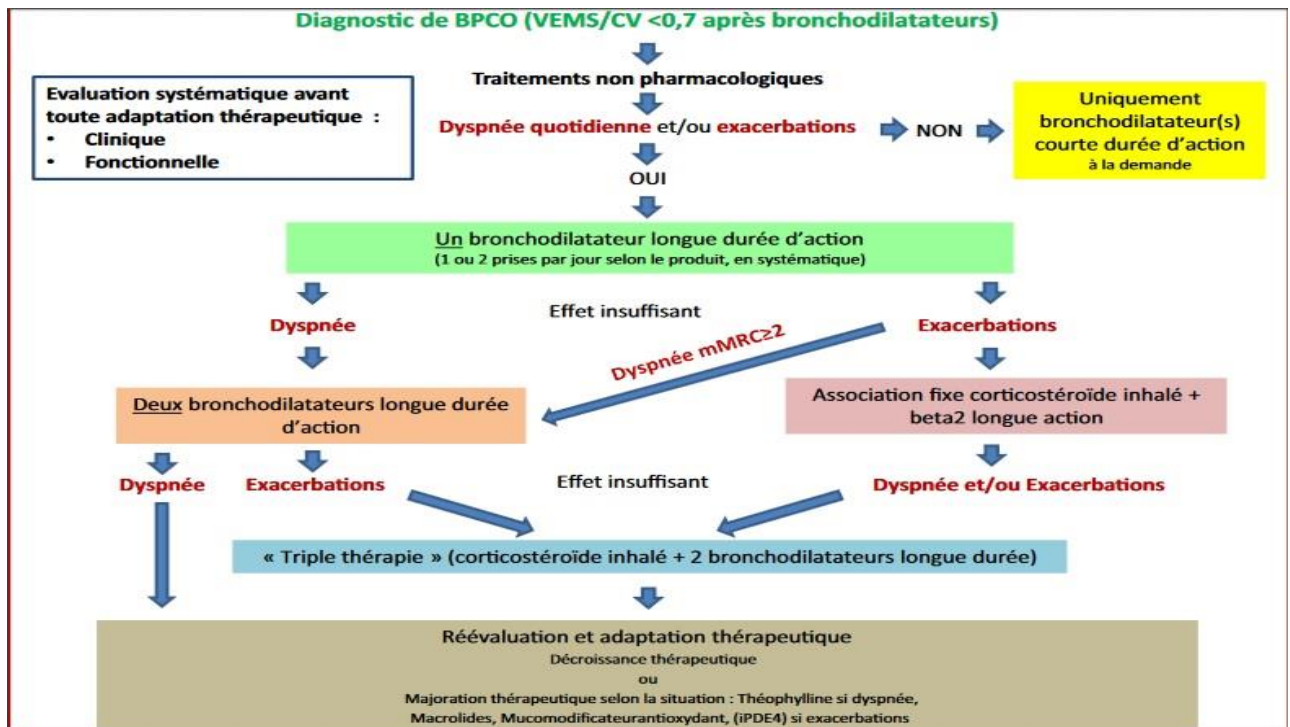 Diagnostic de BPCO (VEMS/CV <0,7 après bronchodilatateurs)
Traitements non pharmacologiques
Evaluation systématique avant
toute adaptation thérapeutique :
• Clinique
• Fonctionnelle
Dyspnée quotidienne et/ou exacerbations
NON
Uniquement
bronchodilatateur(s)
courte durée d'action
à la demande
OUI
Un bronchodilatateur longue durée d'action
(1 ou 2 prises par jour selon le produit, en systématique)
Effet insuffisant
Dyspnée
Exacerbations
Dyspnée mMRC≥2
Deux bronchodilatateurs longue durée
d'action
Association fixe corticostéroïde inhalé +
beta2 longue action
Dyspnée
Exacerbations
Effet insuffisant
Dyspnée et/ou Exacerbations
« Triple thérapie » (corticostéroïde inhalé + 2 bronchodilatateurs longue durée)
Réévaluation et adaptation thérapeutique
Décroissance thérapeutique
ou
Majoration thérapeutique selon la situation : Théophylline si dyspnée,
Macrolides, Mucomodificateurantioxydant, (iPDE4) si exacerbations